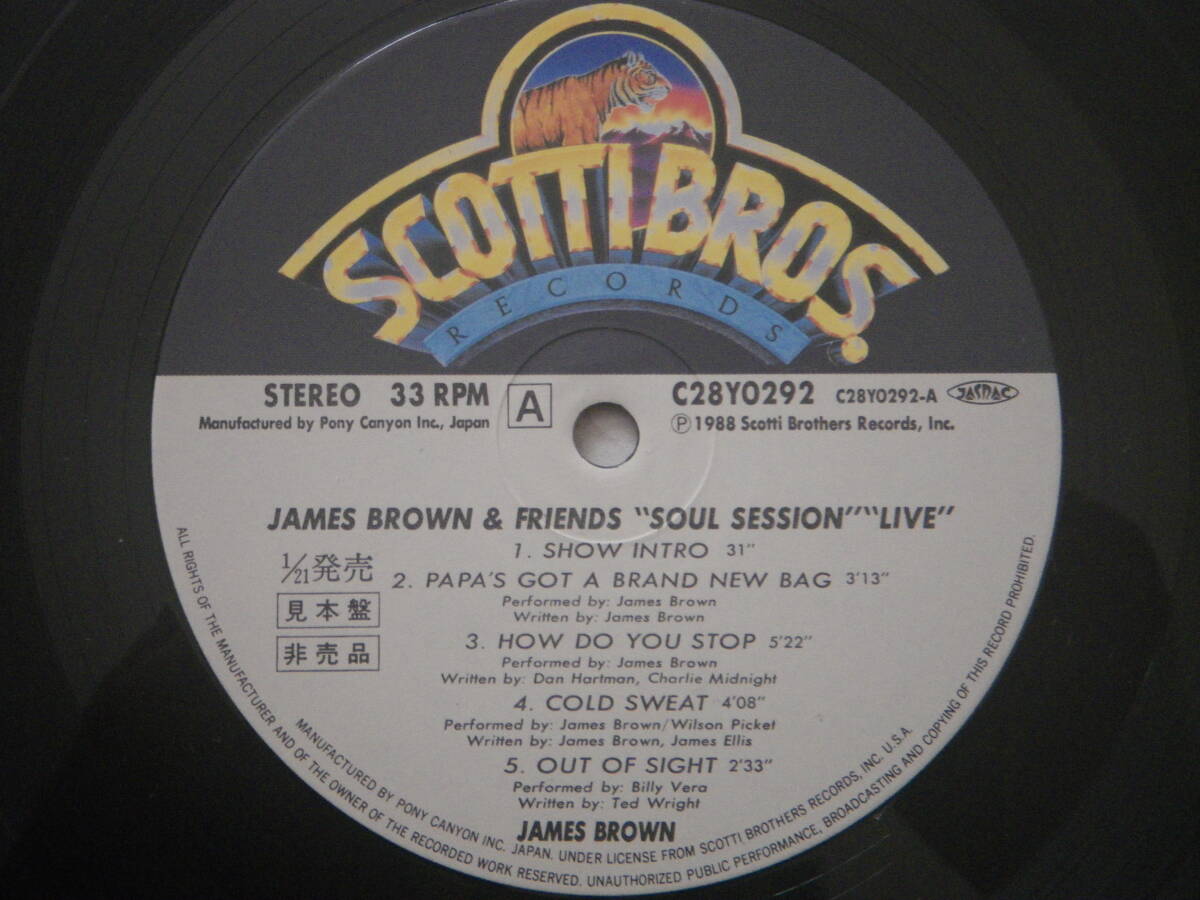 SCOTTI BROS.
RECORDS
STEREO 33 RPM A C28Y0292 C28Y0292-A JASRAC
Manufactured by Pony Canyon Inc., Japan ℗ 1988 Scotti Brothers Records, Inc.
JAMES BROWN & FRIENDS "SOUL SESSION" "LIVE"
1. SHOW INTRO 31"
1/21発売
2. PAPA'S GOT A BRAND NEW BAG 3'13"
Performed by: James Brown
見本盤
Written by: James Brown
3. HOW DO YOU STOP 5'22"
非売品
Performed by: James Brown
Written by: Dan Hartman, Charlie Midnight
4. COLD SWEAT 4'08"
Performed by: James Brown/Wilson Picket
Written by: James Brown, James Ellis
5. OUT OF SIGHT 2'33"
Performed by: Billy Vera
Written by: Ted Wright
JAMES BROWN
MANUFACTURED BY PONY CANYON INC. JAPAN. UNDER LICENSE FROM SCOTTI BROTHERS RECORDS, INC. U.S.A.
ALL RIGHTS OF THE MANUFACTURER AND OF THE OWNER OF THE RECORDED WORK RESERVED. UNAUTHORIZED PUBLIC PERFORMANCE, BROADCASTING AND COPYING OF THIS RECORD PROHIBITED.